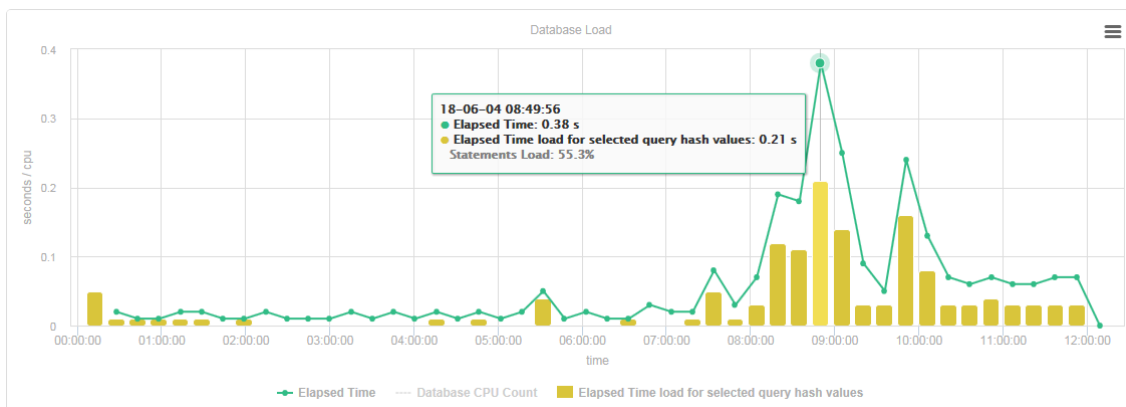 Database Load
0.4
0.3
0.2
0.1
0
seconds / cpu
18-06-04 08:49:56
Elapsed Time: 0.38 s
Elapsed Time load for selected query hash values: 0.21 s
Statements Load: 55.3%
00:00:00 01:00:00 02:00:00 03:00:00 04:00:00 05:00:00 06:00:00 07:00:00 08:00:00 09:00:00 10:00:00 11:00:00 12:00:00
time
Elapsed Time Database CPU Count Elapsed Time load for selected query hash values